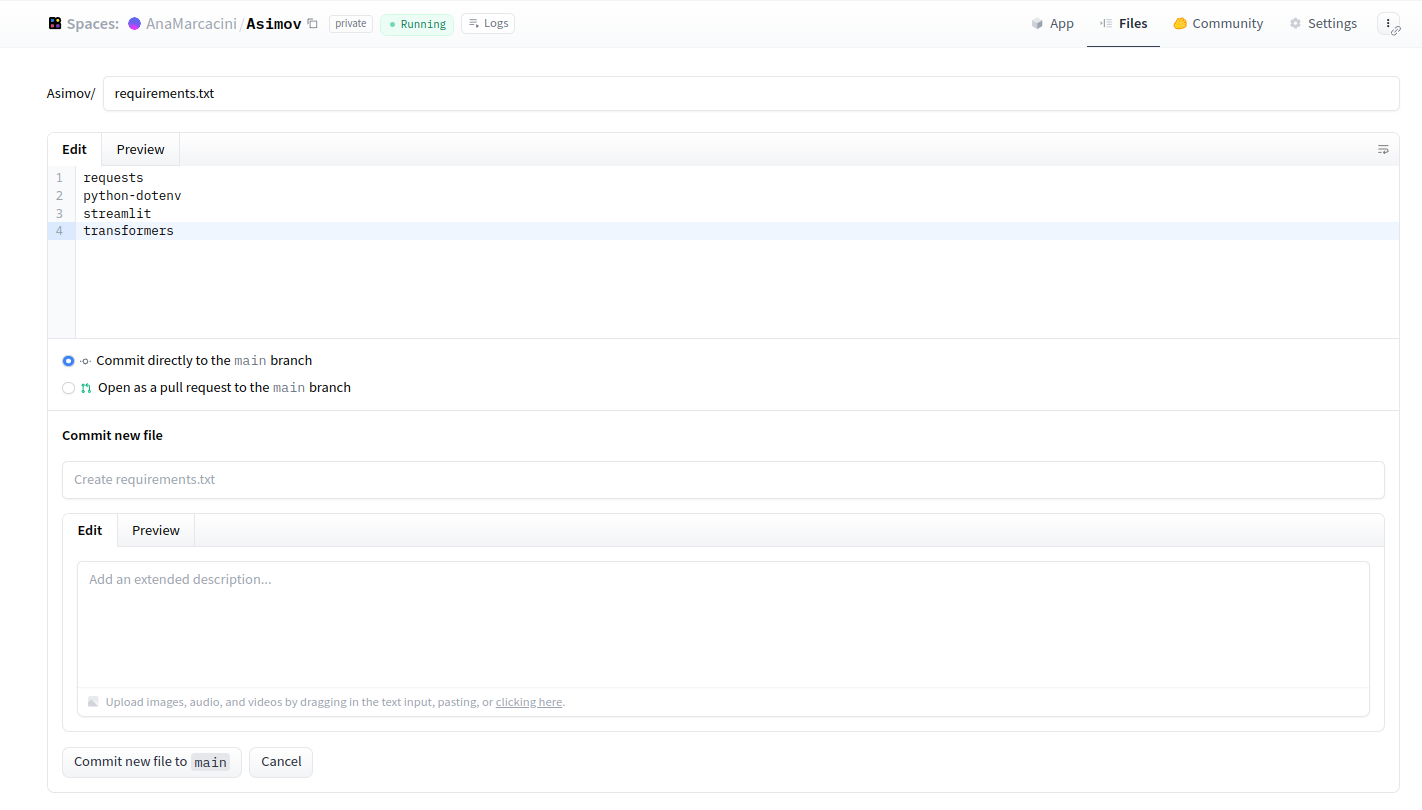 Spaces: AnaMarcacini/Asimov private Running Logs App Files Community Settings
Asimov/ requirements.txt
Edit Preview
1 requests
2 python-dotenv
3 streamlit
4 transformers
Commit directly to the main branch
Open as a pull request to the main branch
Commit new file
Create requirements.txt
Edit Preview
Add an extended description...
Upload images, audio, and videos by dragging in the text input, pasting, or clicking here.
Commit new file to main Cancel